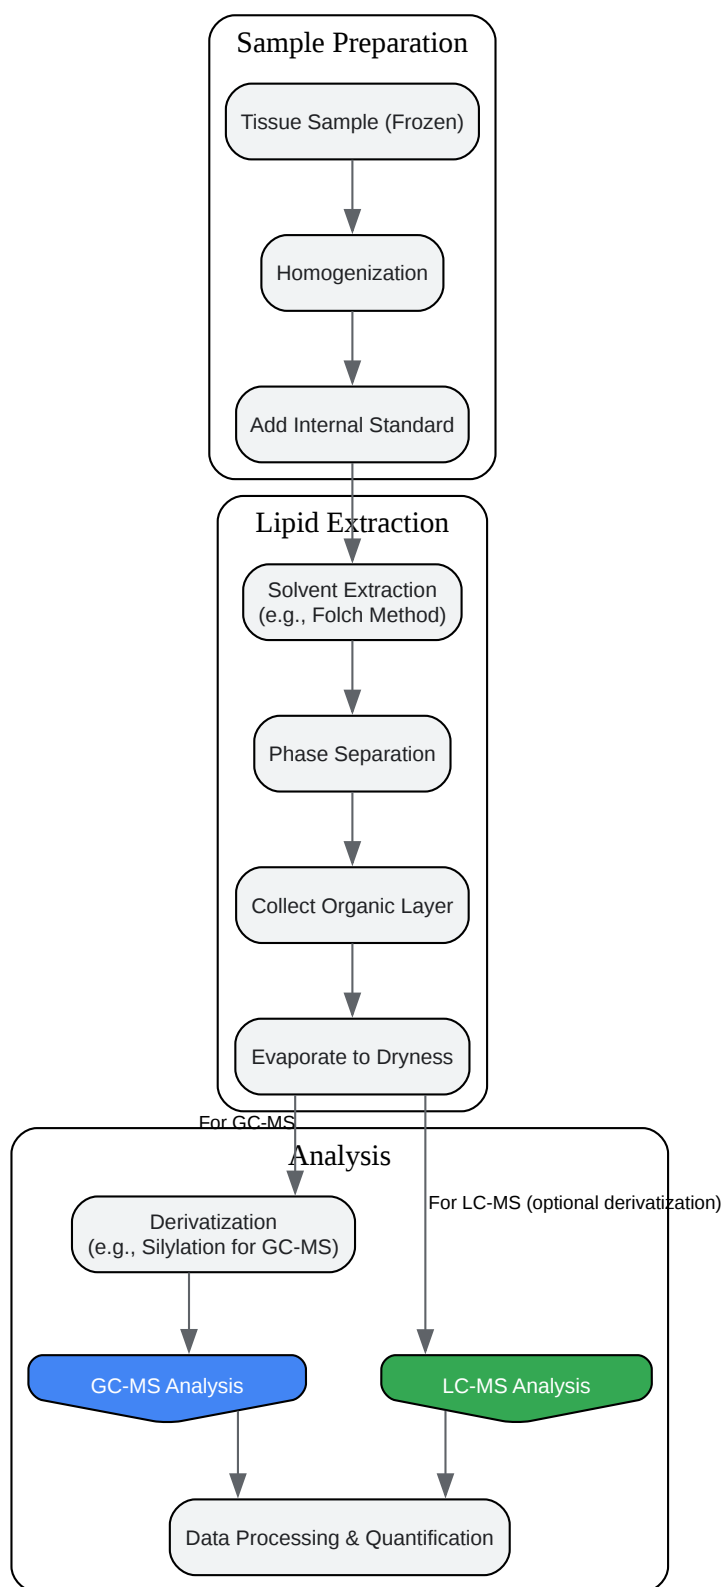 Sample Preparation
Tissue Sample (Frozen)
Homogenization
Add Internal Standard
Lipid Extraction
Solvent Extraction
(e.g., Folch Method)
Phase Separation
Collect Organic Layer
Evaporate to Dryness
For GC-MS
Analysis
For LC-MS (optional derivatization)
Derivatization
(e.g., Silylation for GC-MS)
GC-MS Analysis
LC-MS Analysis
Data Processing & Quantification